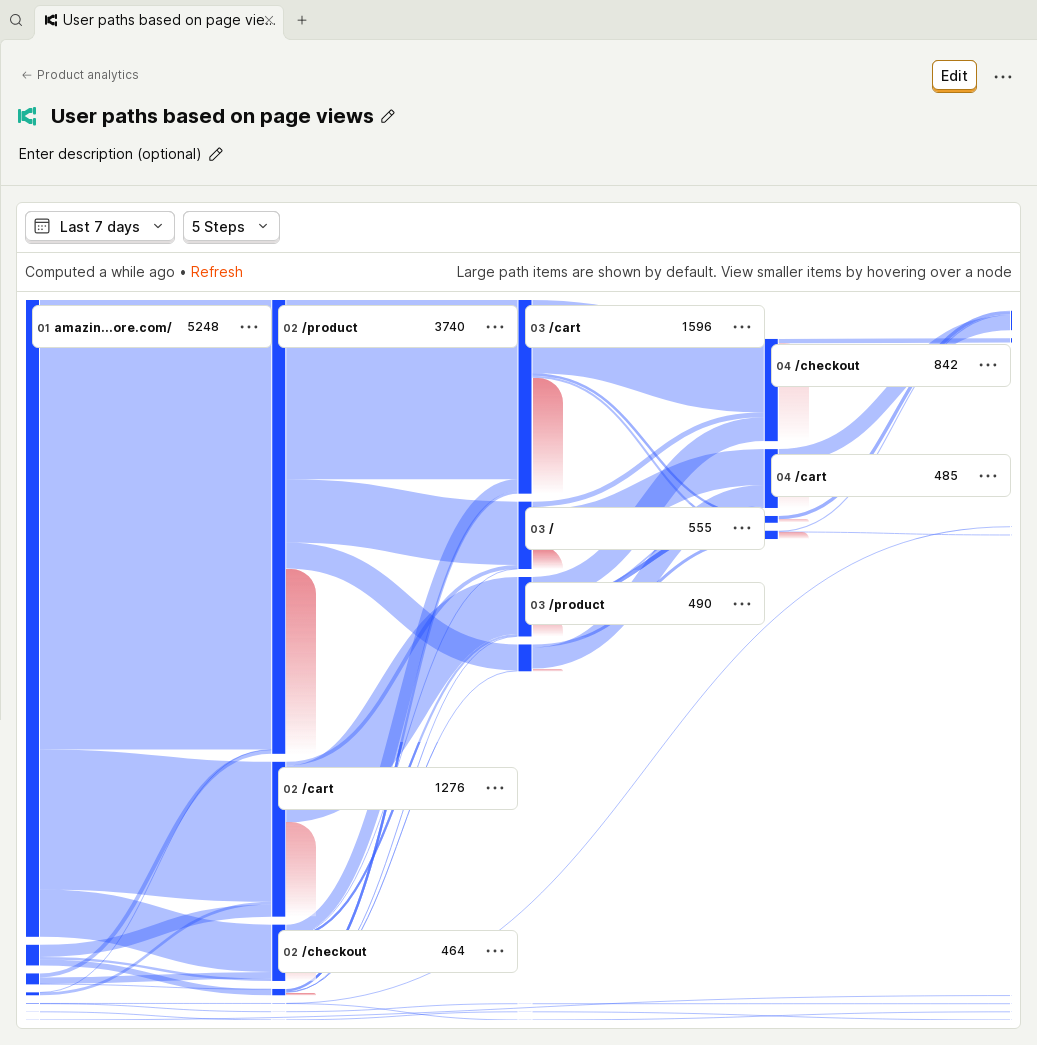 User paths based on page vie...
Product analytics
Edit
User paths based on page views
Enter description (optional)
Last 7 days
5 Steps
Computed a while ago • Refresh
Large path items are shown by default. View smaller items by hovering over a node
01 amazin...ore.com/ 5248
02 /product 3740
03 /cart 1596
04 /checkout 842
04 /cart 485
03 / 555
03 /product 490
02 /cart 1276
02 /checkout 464